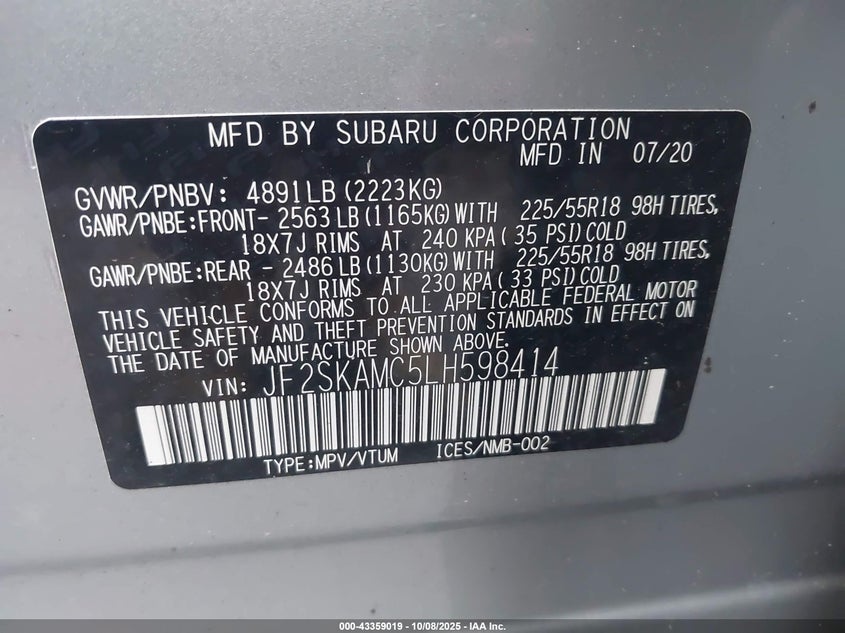 MFD BY SUBARU CORPORATION
MFD IN 07/20
GVWR/PNBV: 4891LB (2223KG)
GAWR/PNBE:FRONT- 2563 LB (1165KG) WITH 225/55R18 98H TIRES,
18X7J RIMS AT 240 KPA ( 35 PSI) COLD
GAWR/PNBE:REAR - 2486 LB (1130KG) WITH 225/55R18 98H TIRES,
18X7J RIMS AT 230 KPA ( 33 PSI) COLD
THIS VEHICLE CONFORMS TO ALL APPLICABLE FEDERAL MOTOR
VEHICLE SAFETY AND THEFT PREVENTION STANDARDS IN EFFECT ON
THE DATE OF MANUFACTURE SHOWN ABOVE.
VIN: JF2SKAMC5LH598414
TYPE:MPV/VTUM ICES/NMB-002
000-43359019 - 10/08/2025 - IAA Inc.